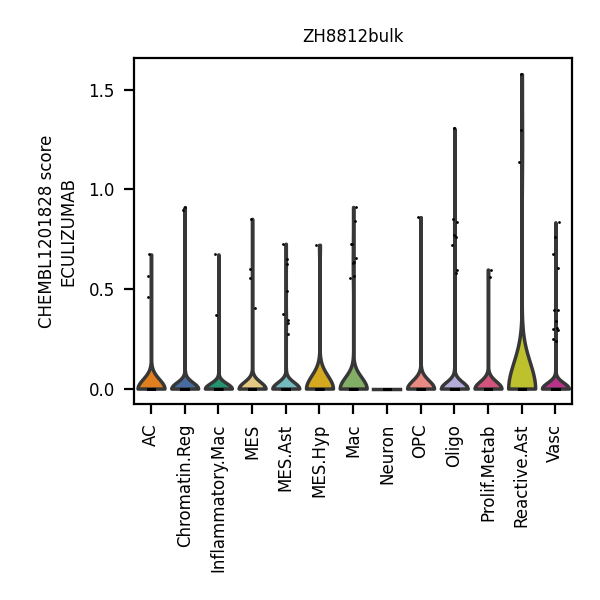 ZH8812bulk
CHEMBL1201828 score
ECULIZUMAB
1.5
1.0
0.5
0.0
AC
Chromatin.Reg
Inflammatory.Mac
MES
MES.Ast
MES.Hyp
Mac
Neuron
OPC
Oligo
Prolif.Metab
Reactive.Ast
Vasc